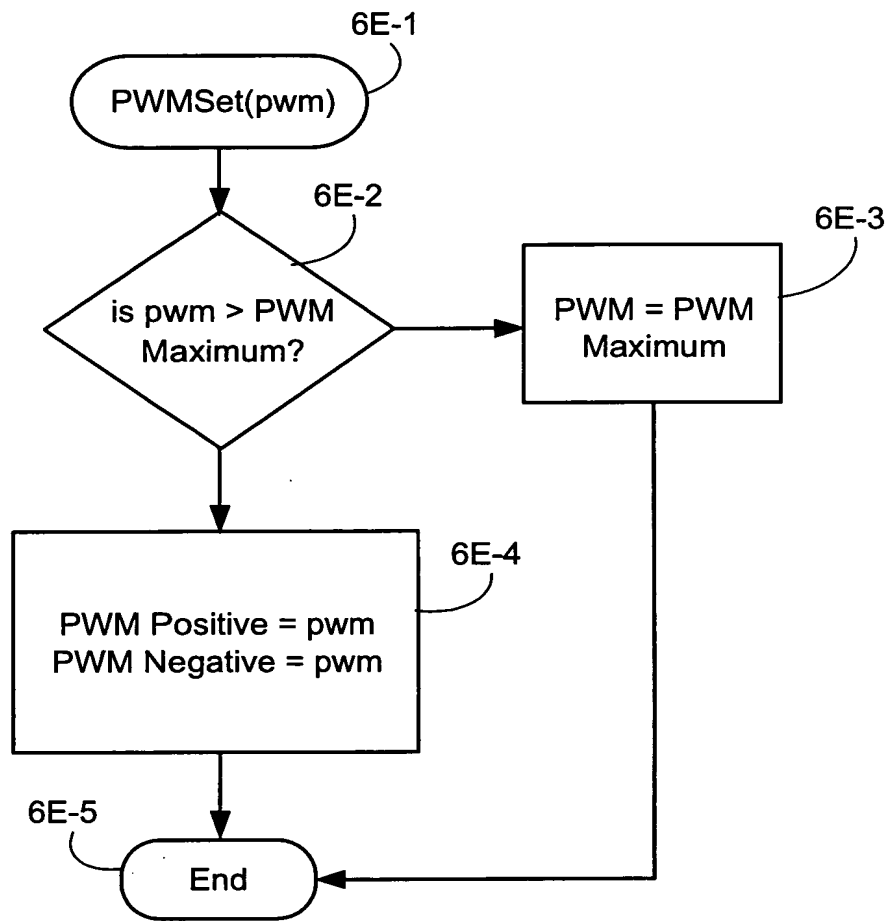 6E-1
PWMSet(pwm)
6E-2
is pwm > PWM
Maximum?
6E-3
PWM = PWM
Maximum
6E-4
PWM Positive = pwm
PWM Negative = pwm
6E-5
End